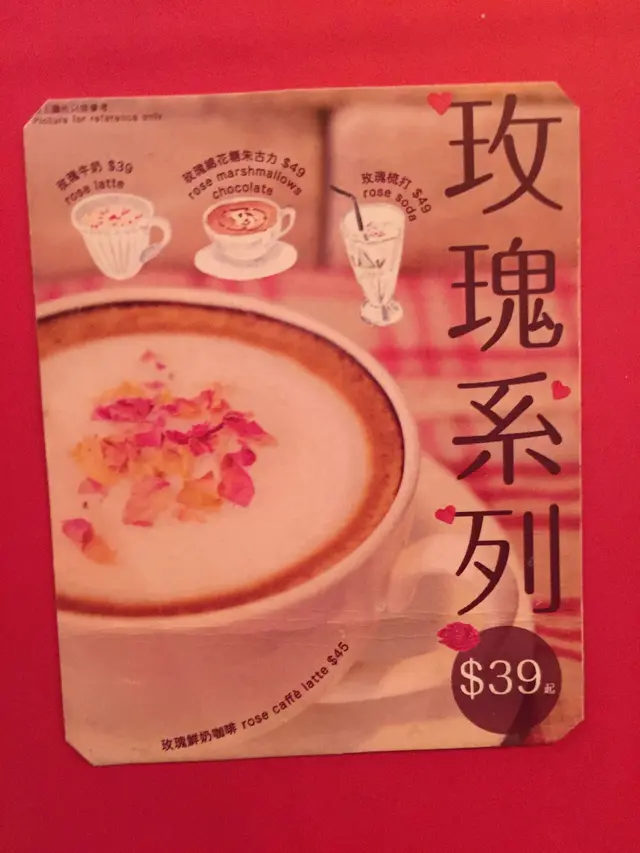 圖片只供參考
Picture for reference only
玫瑰牛奶 $39
rose latte
玫瑰綿花糖朱古力 $49
rose marshmallows
chocolate
玫瑰梳打 $49
rose soda
玫瑰系列
$39起
玫瑰鮮奶咖啡 rose caffè latte $45